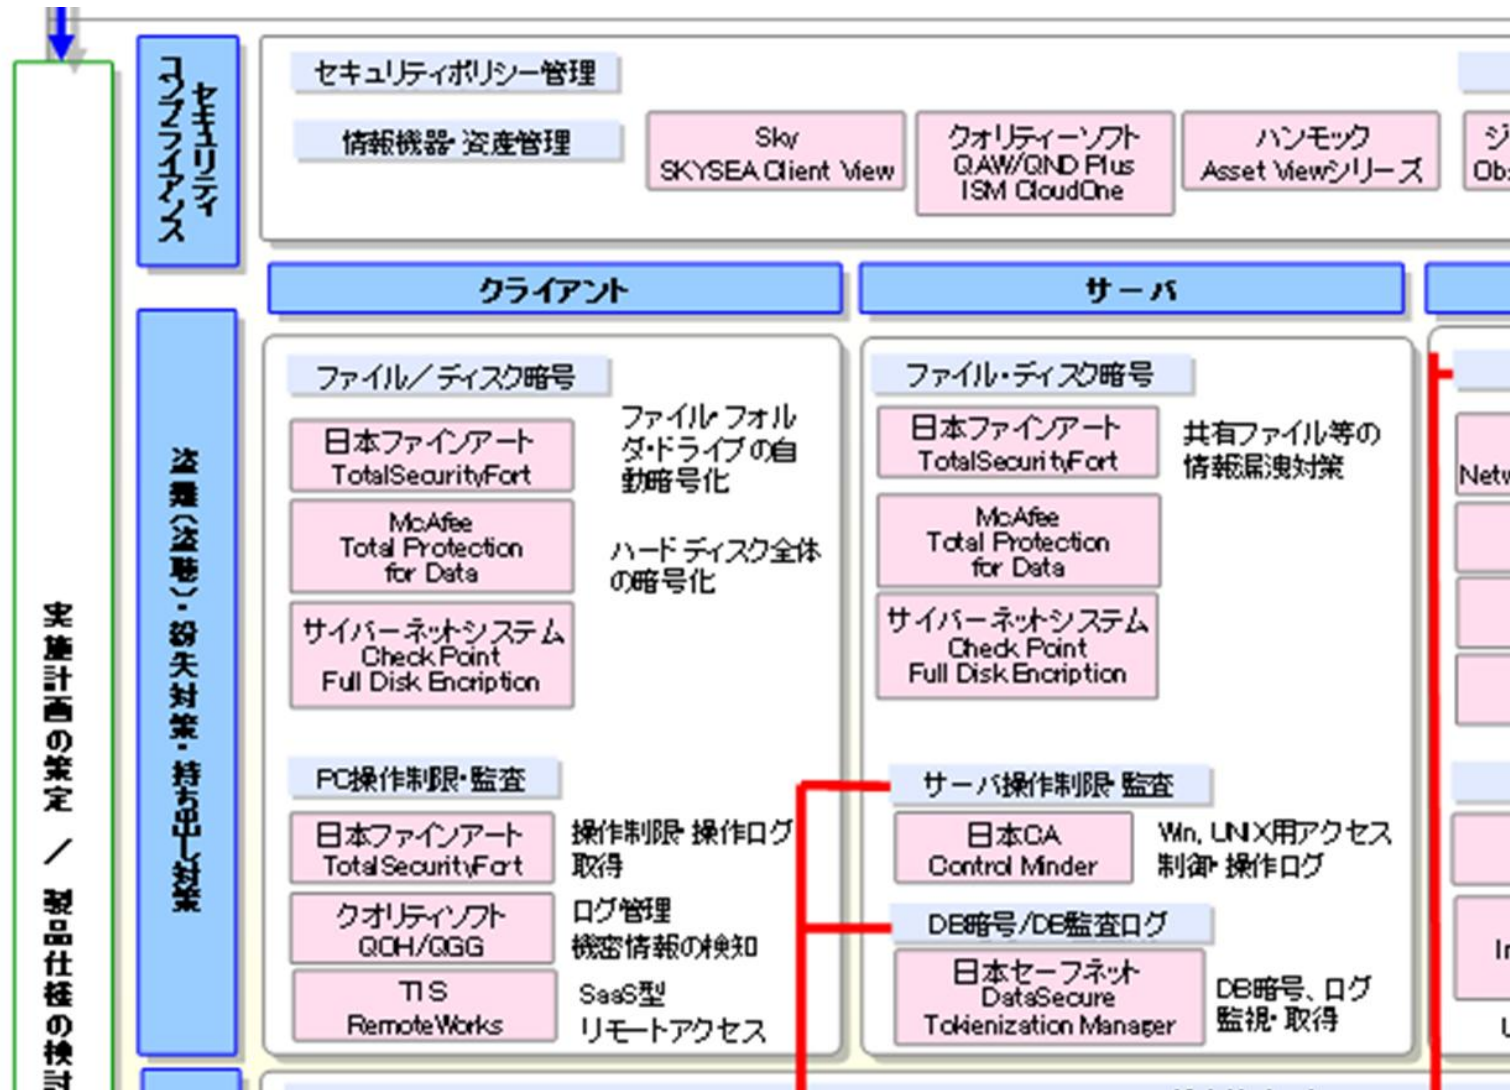 セキュリティ
コンプライアンス
セキュリティポリシー管理
情報機器・資産管理
Sky
SKYSEA Client View
クオリティーソフト
QAW/QND Plus
ISM CloudOne
ハンモック
Asset Viewシリーズ
クライアント
サーバ
実施計画の策定 / 製品仕様の検討
盗難(盗聴)・紛失対策・持ち出し対策
ファイル/ディスク暗号
日本ファインアート
TotalSecurityFort
ファイル・フォル
ダ・ドライブの自
動暗号化
McAfee
Total Protection
for Data
ハードディスク全体
の暗号化
サイバーネットシステム
Check Point
Full Disk Encription
PC操作制限・監査
日本ファインアート
TotalSecurityFort
操作制限・操作ログ
取得
クオリティソフト
QOH/QGG
ログ管理
機密情報の検知
TIS
RemoteWorks
SaaS型
リモートアクセス
ファイル・ディスク暗号
日本ファインアート
TotalSecurityFort
共有ファイル等の
情報漏洩対策
McAfee
Total Protection
for Data
サイバーネットシステム
Check Point
Full Disk Encription
サーバ操作制限・監査
日本CA
Control Minder
Win, UNIX用アクセス
制御・操作ログ
DB暗号/DB監査ログ
日本セーフネット
DataSecure
Tokienization Manager
DB暗号、ログ
監視・取得